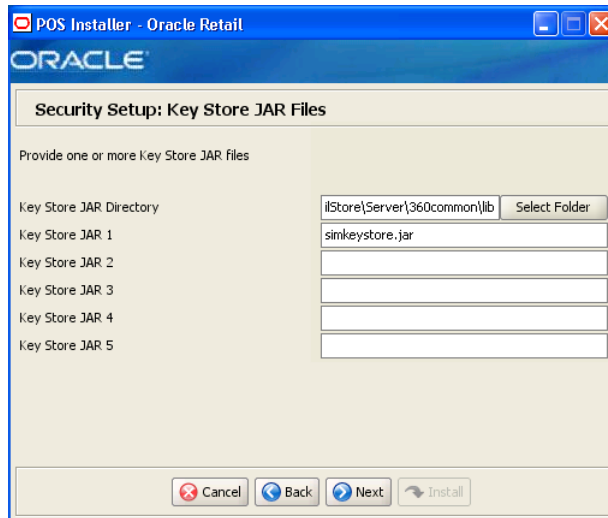 POS Installer - Oracle Retail
ORACLE
Security Setup: Key Store JAR Files
Provide one or more Key Store JAR files
Key Store JAR Directory ilStore\Server\360common\lib Select Folder
Key Store JAR 1 simkeystore.jar
Key Store JAR 2
Key Store JAR 3
Key Store JAR 4
Key Store JAR 5
Cancel Back Next Install